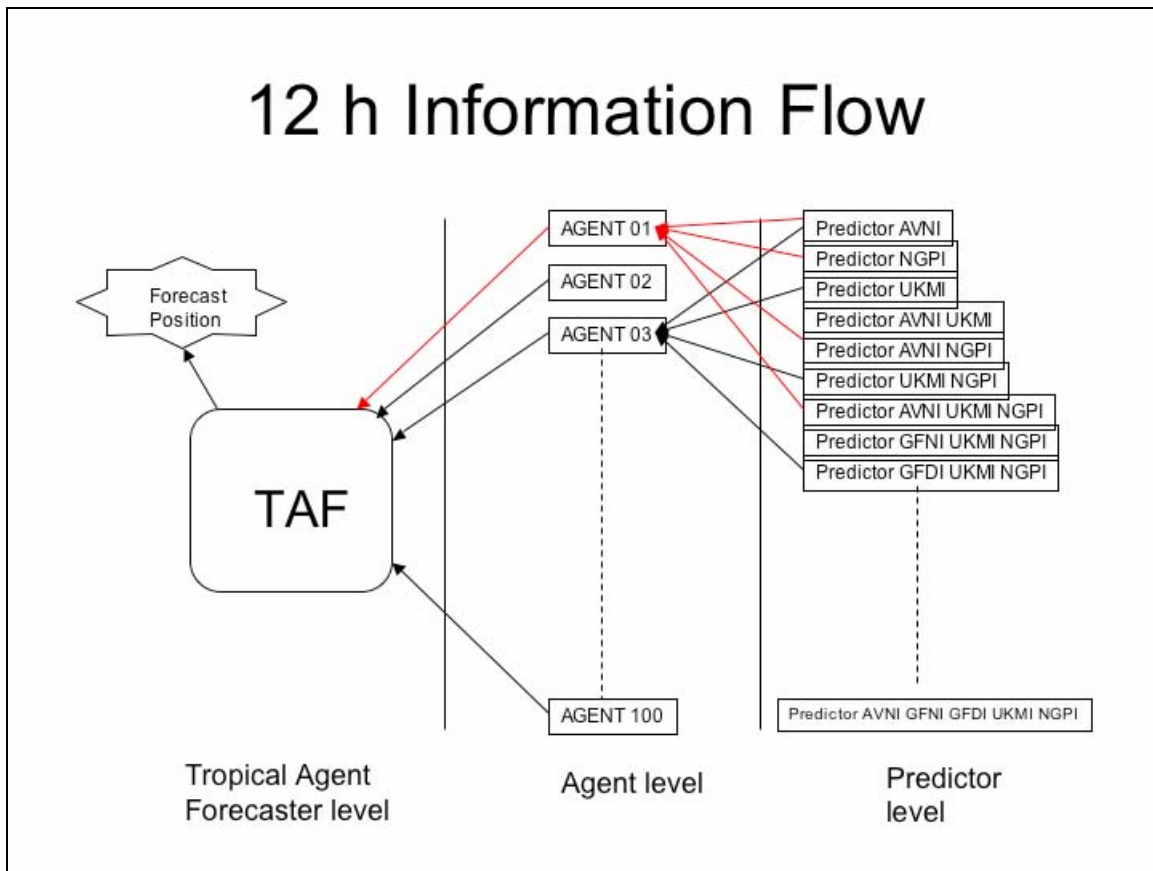 12 h Information Flow
Forecast
Position
TAF
AGENT 01
AGENT 02
AGENT 03
AGENT 100
Predictor AVNI
Predictor NGPI
Predictor UKMI
Predictor AVNI UKMI
Predictor AVNI NGPI
Predictor UKMI NGPI
Predictor AVNI UKMI NGPI
Predictor GFNI UKMI NGPI
Predictor GFDI UKMI NGPI
Predictor AVNI GFNI GFDI UKMI NGPI
Tropical Agent
Forecaster level
Agent level
Predictor
level